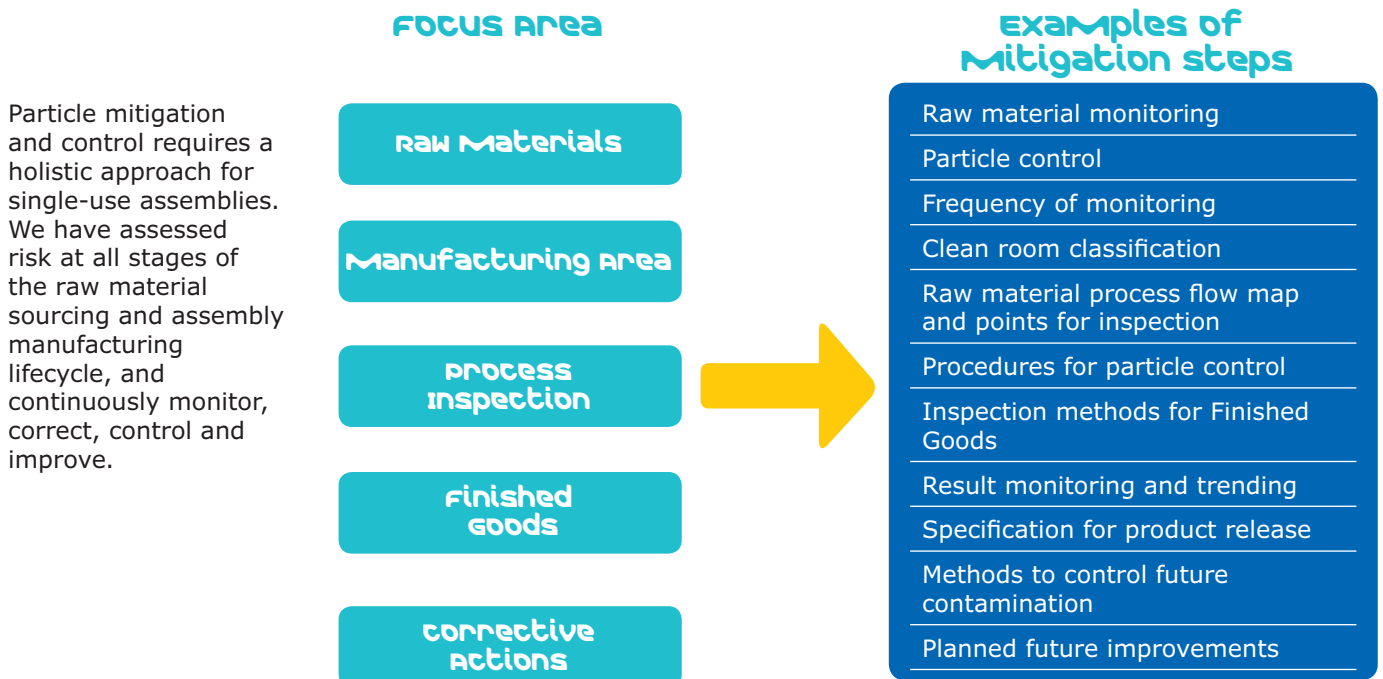 Focus Area
Examples of
Mitigation steps
Particle mitigation
and control requires a
holistic approach for
single-use assemblies.
We have assessed
risk at all stages of
the raw material
sourcing and assembly
manufacturing
lifecycle, and
continuously monitor,
correct, control and
improve.
Raw Materials
Manufacturing Area
Process
Inspection
Finished
Goods
Corrective
Actions
Raw material monitoring
Particle control
Frequency of monitoring
Clean room classification
Raw material process flow map
and points for inspection
Procedures for particle control
Inspection methods for Finished
Goods
Result monitoring and trending
Specification for product release
Methods to control future
contamination
Planned future improvements